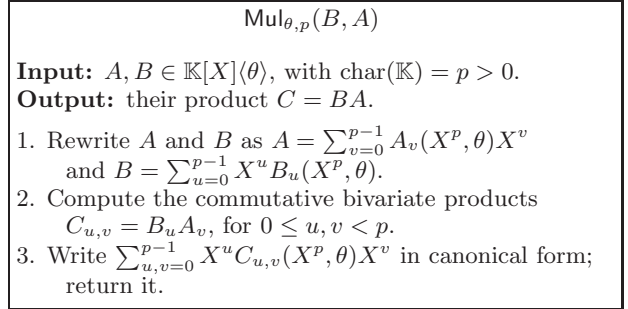 Mul_{θ,p}(B, A)
Input: A, B ∈ 𝕂[X]⟨θ⟩, with char(𝕂) = p > 0.
Output: their product C = BA.
1. Rewrite A and B as A = ∑_{v=0}^{p−1} A_v(X^p, θ)X^v
and B = ∑_{u=0}^{p−1} X^u B_u(X^p, θ).
2. Compute the commutative bivariate products
C_{u,v} = B_u A_v, for 0 ≤ u, v < p.
3. Write ∑_{u,v=0}^{p−1} X^u C_{u,v}(X^p, θ)X^v in canonical form;
return it.